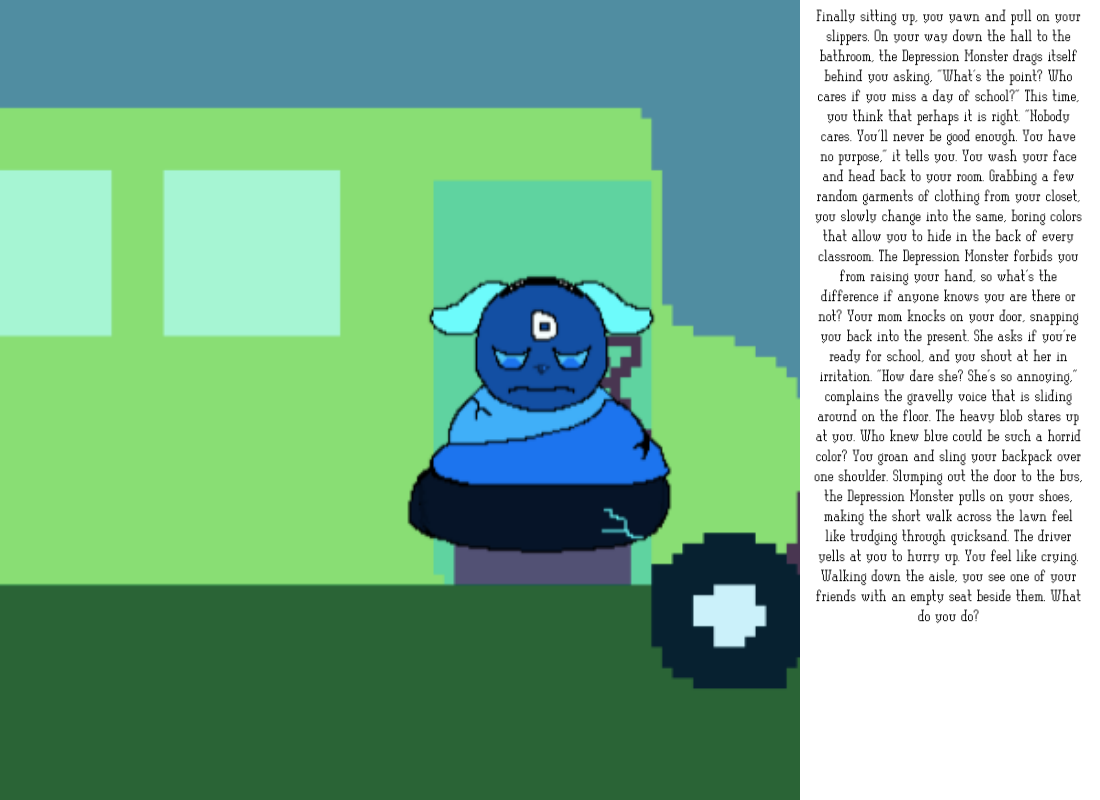 Finally sitting up, you yawn and pull on your
slippers. On your way down the hall to the
bathroom, the Depression Monster drags itself
behind you asking, "What's the point? Who
cares if you miss a day of school?" This time,
you think that perhaps it is right. "Nobody
cares. You'll never be good enough. You have
no purpose," it tells you. You wash your face
and head back to your room. Grabbing a few
random garments of clothing from your closet,
you slowly change into the same, boring colors
that allow you to hide in the back of every
classroom. The Depression Monster forbids you
from raising your hand, so what's the
difference if anyone knows you are there or
not? Your mom knocks on your door, snapping
you back into the present. She asks if you're
ready for school, and you shout at her in
irritation. "How dare she? She's so annoying,"
complains the gravelly voice that is sliding
around on the floor. The heavy blob stares up
at you. Who knew blue could be such a horrid
color? You groan and sling your backpack over
one shoulder. Slumping out the door to the bus,
the Depression Monster pulls on your shoes,
making the short walk across the lawn feel
like trudging through quicksand. The driver
yells at you to hurry up. You feel like crying.
Walking down the aisle, you see one of your
friends with an empty seat beside them. What
do you do?
D